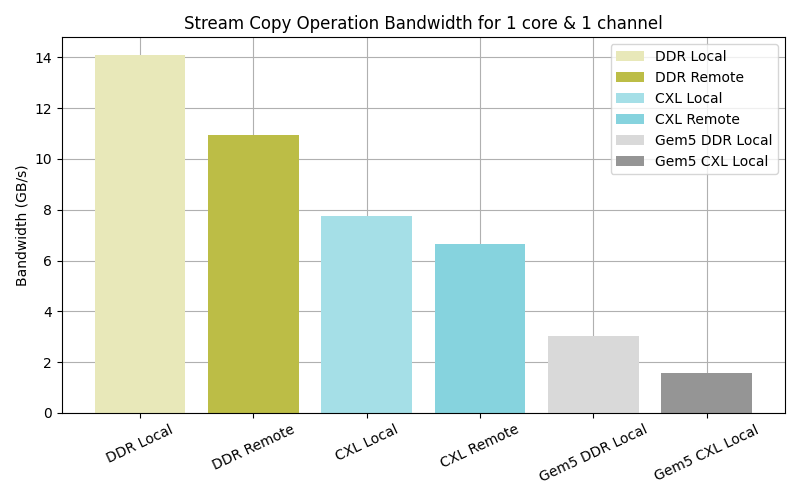 Stream Copy Operation Bandwidth for 1 core & 1 channel
Bandwidth (GB/s)
14
12
10
8
6
4
2
0
DDR Local
DDR Remote
CXL Local
CXL Remote
Gem5 DDR Local
Gem5 CXL Local
DDR Local
DDR Remote
CXL Local
CXL Remote
Gem5 DDR Local
Gem5 CXL Local